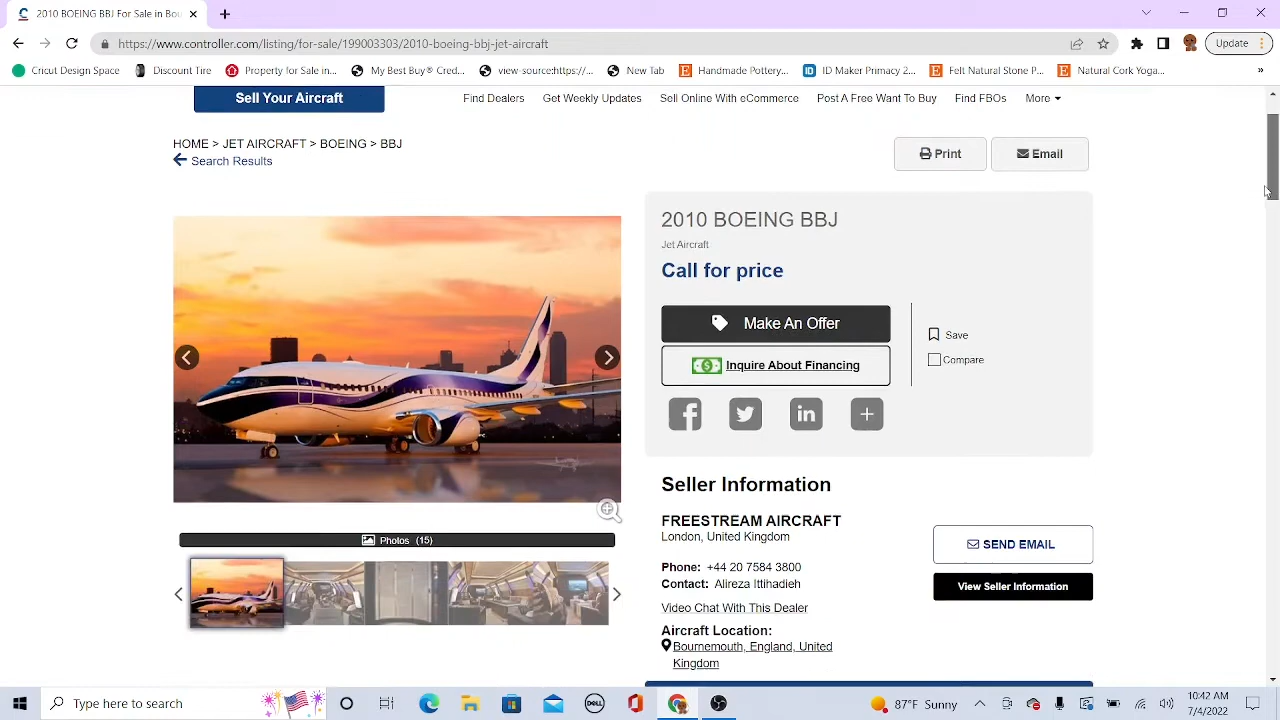 2010 BOEING BBJ For Sale in Bou
https://www.controller.com/listing/for-sale/199003303/2010-boeing-bbj-jet-aircraft
Update
Cricut Design Space
Discount Tire
Property for Sale in...
My Best Buy® Cred...
view-source:https://...
New Tab
Handmade Pottery...
ID Maker Primacy 2...
Felt Natural Stone P...
Natural Cork Yoga...
»
Sell Your Aircraft
Find Dealers
Get Weekly Updates
Sell Online With eCommerce
Post A Free Want To Buy
Find FBOs
More
HOME > JET AIRCRAFT > BOEING > BBJ
Search Results
Print
Email
2010 BOEING BBJ
Jet Aircraft
Call for price
Make An Offer
Inquire About Financing
Save
Compare
Photos (15)
Seller Information
FREESTREAM AIRCRAFT
London, United Kingdom
Phone: +44 20 7584 3800
Contact: Alireza Ittihadieh
Video Chat With This Dealer
Aircraft Location:
Bournemouth, England, United
Kingdom
SEND EMAIL
View Seller Information
Type here to search
DELL
87°F Sunny
10:42 AM
7/4/2022